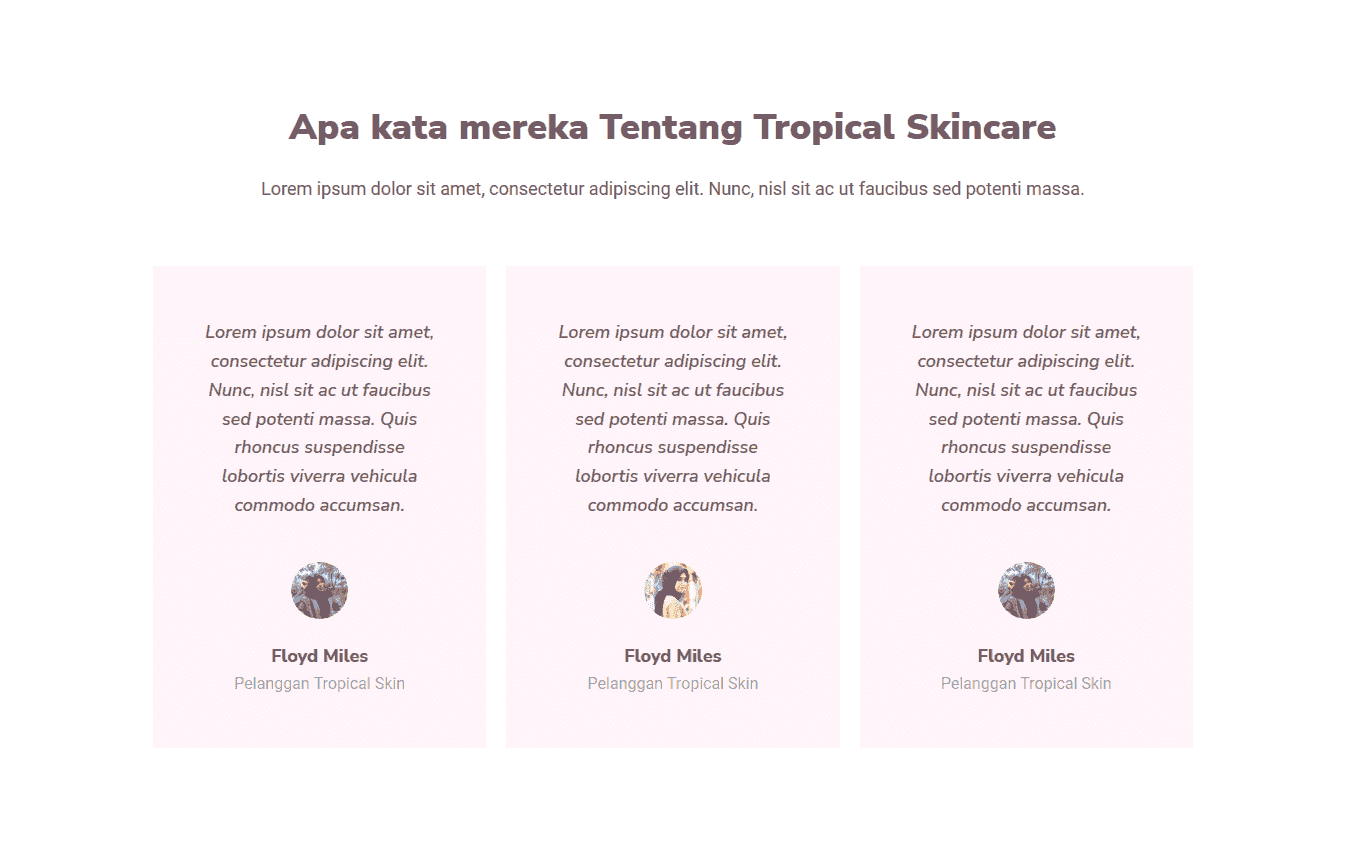 Apa kata mereka Tentang Tropical Skincare
Lorem ipsum dolor sit amet, consectetur adipiscing elit. Nunc, nisl sit ac ut faucibus sed potenti massa.
Lorem ipsum dolor sit amet,
consectetur adipiscing elit.
Nunc, nisl sit ac ut faucibus
sed potenti massa. Quis
rhoncus suspendisse
lobortis viverra vehicula
commodo accumsan.
Floyd Miles
Pelanggan Tropical Skin
Lorem ipsum dolor sit amet,
consectetur adipiscing elit.
Nunc, nisl sit ac ut faucibus
sed potenti massa. Quis
rhoncus suspendisse
lobortis viverra vehicula
commodo accumsan.
Floyd Miles
Pelanggan Tropical Skin
Lorem ipsum dolor sit amet,
consectetur adipiscing elit.
Nunc, nisl sit ac ut faucibus
sed potenti massa. Quis
rhoncus suspendisse
lobortis viverra vehicula
commodo accumsan.
Floyd Miles
Pelanggan Tropical Skin